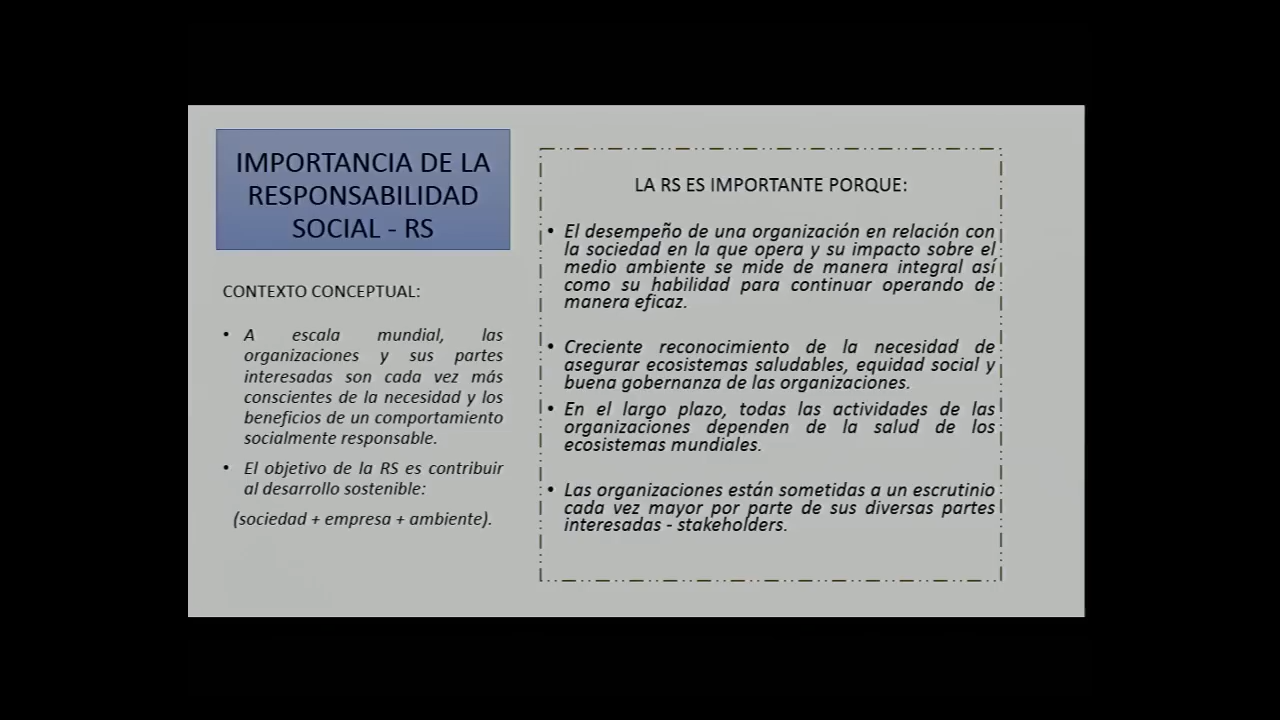 IMPORTANCIA DE LA
RESPONSABILIDAD
SOCIAL - RS
CONTEXTO CONCEPTUAL:
• A escala mundial, las
organizaciones y sus partes
interesadas son cada vez más
conscientes de la necesidad y los
beneficios de un comportamiento
socialmente responsable.
• El objetivo de la RS es contribuir
al desarrollo sostenible:
(sociedad + empresa + ambiente).
LA RS ES IMPORTANTE PORQUE:
• El desempeño de una organización en relación con
la sociedad en la que opera y su impacto sobre el
medio ambiente se mide de manera integral así
como su habilidad para continuar operando de
manera eficaz.
• Creciente reconocimiento de la necesidad de
asegurar ecosistemas saludables, equidad social y
buena gobernanza de las organizaciones.
• En el largo plazo, todas las actividades de las
organizaciones dependen de la salud de los
ecosistemas mundiales.
• Las organizaciones están sometidas a un escrutinio
cada vez mayor por parte de sus diversas partes
interesadas - stakeholders.